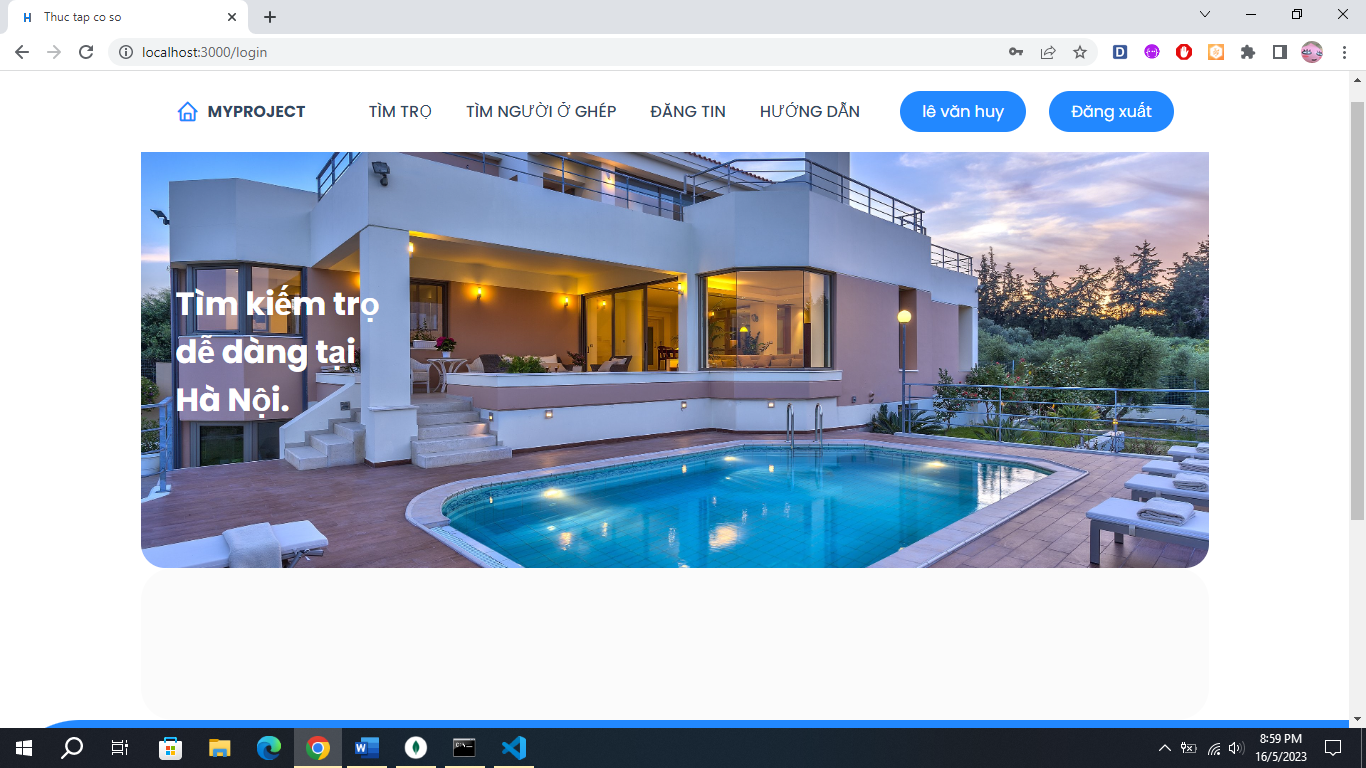 Thuc tap co so
localhost:3000/login
MYPROJECT
TÌM TRỌ
TÌM NGƯỜI Ở GHÉP
ĐĂNG TIN
HƯỚNG DẪN
lê văn huy
Đăng xuất
Tìm kiếm trọ
dễ dàng tại
Hà Nội.
8:59 PM
16/5/2023